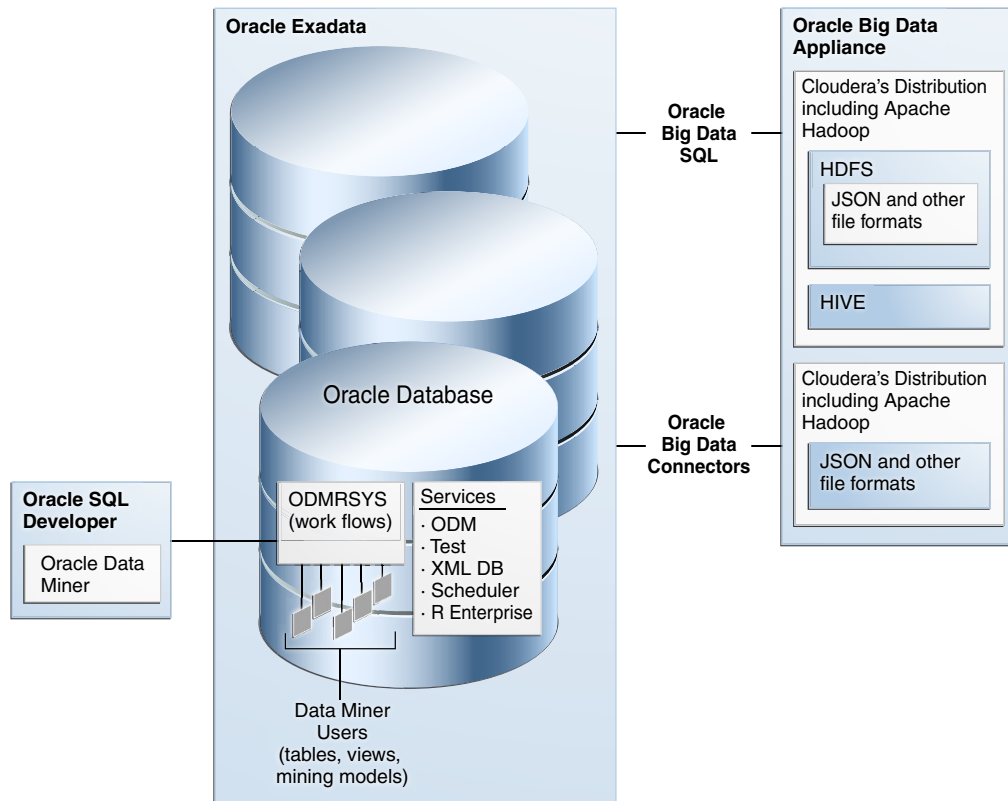 Oracle Exadata
Oracle Database
ODMRSYS
(work flows)
Services
· ODM
· Test
· XML DB
· Scheduler
· R Enterprise
Data Miner
Users
(tables, views,
mining models)
Oracle SQL
Developer
Oracle Data
Miner
Oracle
Big Data
SQL
Oracle
Big Data
Connectors
Oracle Big Data
Appliance
Cloudera's Distribution
including Apache
Hadoop
HDFS
JSON and other
file formats
HIVE
Cloudera's Distribution
including Apache
Hadoop
JSON and other
file formats